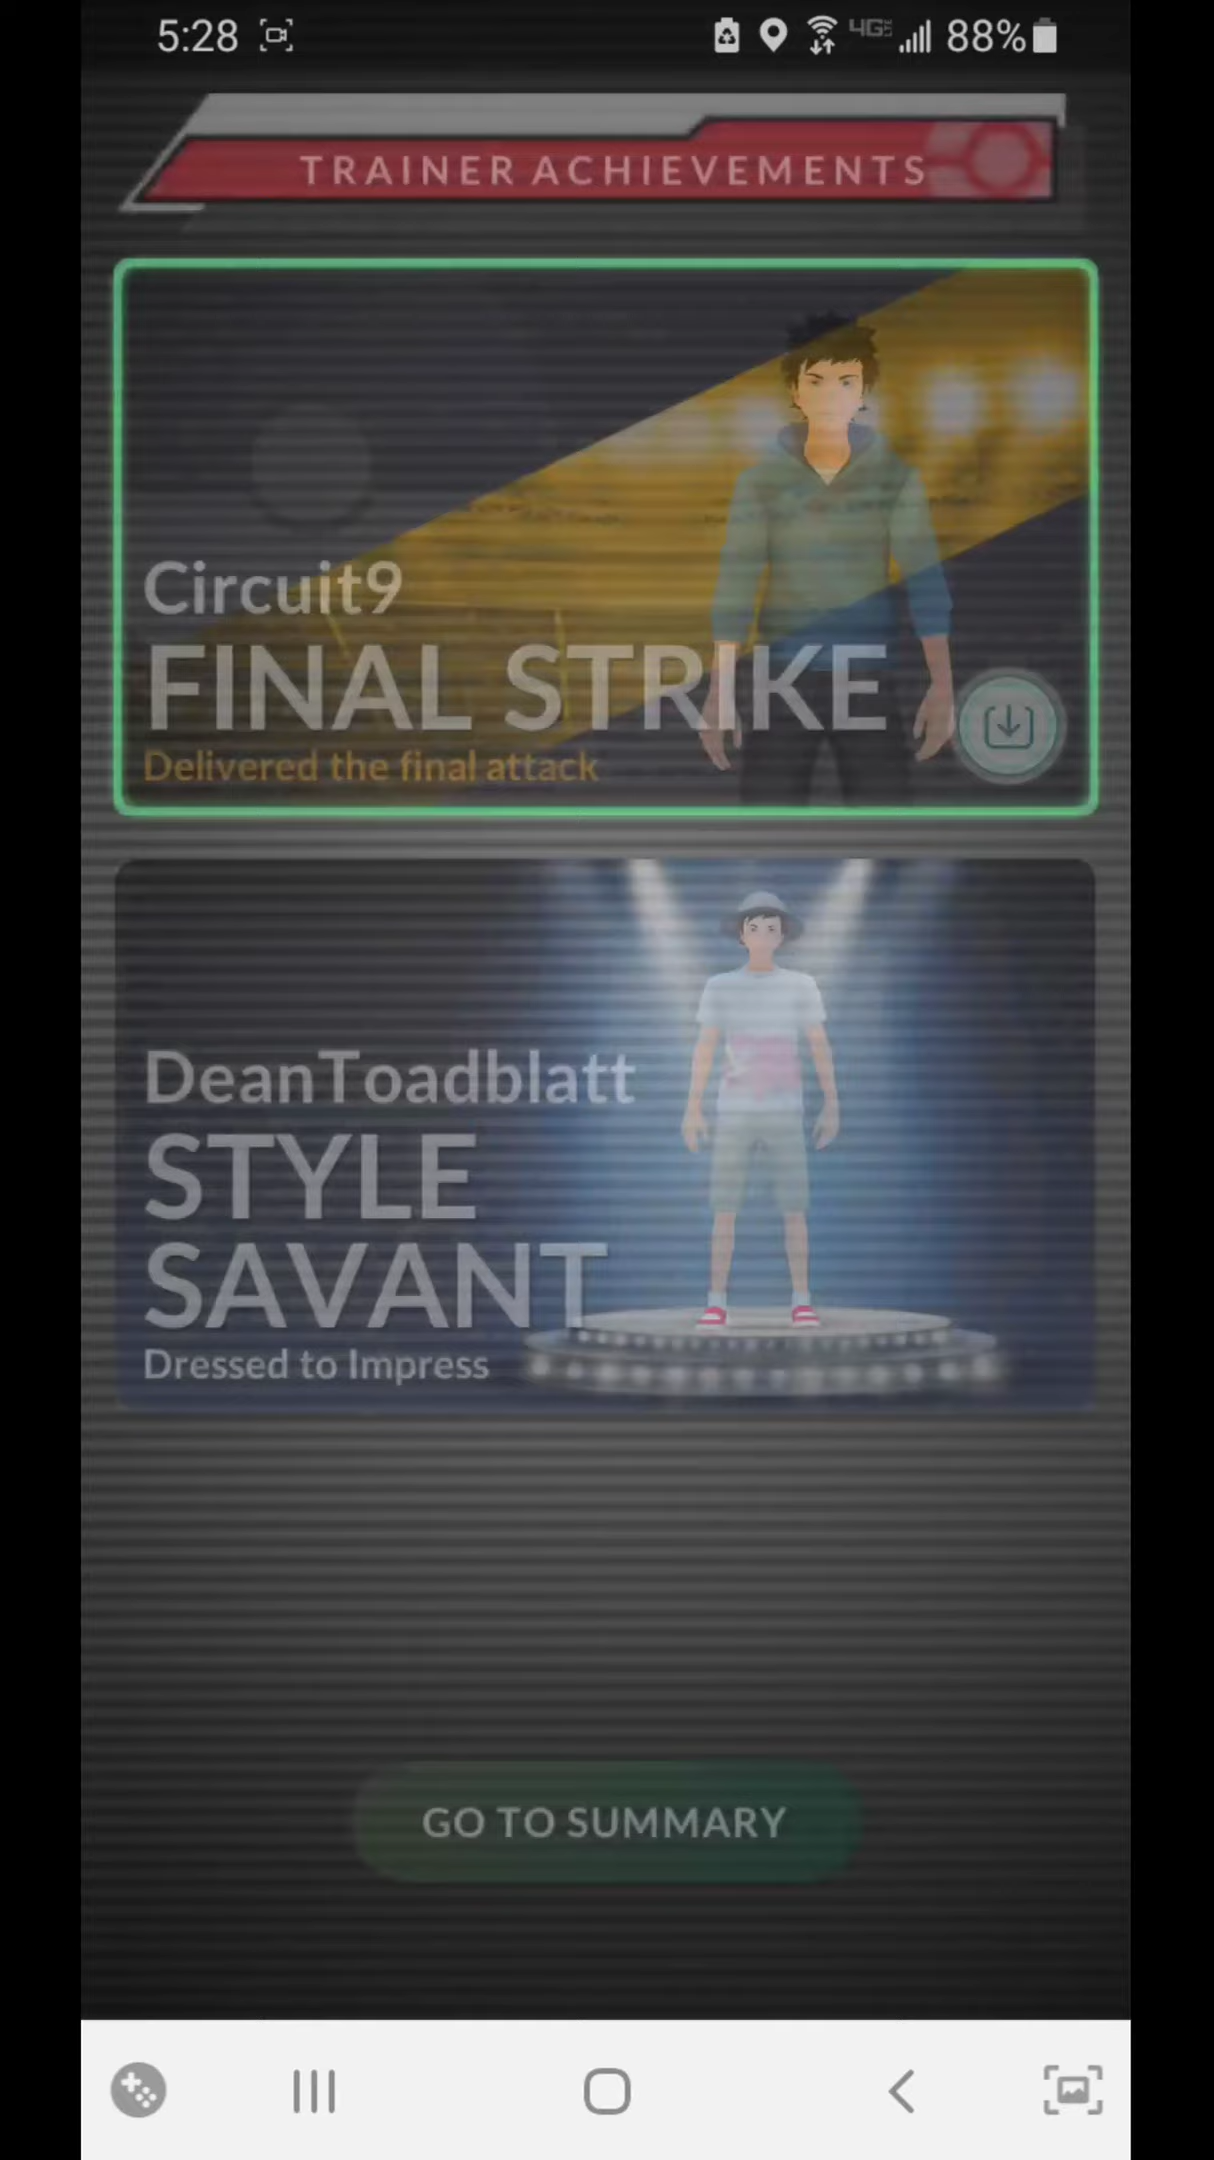 5:28 4GE 88%
TRAINER ACHIEVEMENTS
Circuit9
FINAL STRIKE
Delivered the final attack
DeanToadblatt
STYLE
SAVANT
Dressed to Impress
GO TO SUMMARY